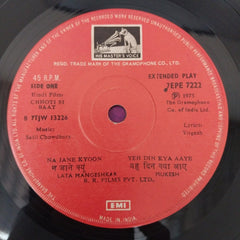 HIS MASTER'S VOICE
REGD. TRADE MARK OF THE GRAMOPHONE CO. LTD.
45 R.P.M.
SIDE ONE
Hindi Film:
CHHOTI SI
BAAT
8 7EJW 13226
Music:
Salil Chowdhury
EXTENDED PLAY
7EPE 7222
Ⓟ 1975
The Gramophone
Co. of India Ltd.
Lyrics:
Yogesh
NA JANE KYOON
न जाने क्यों
LATA MANGESHKAR
YEH DIN KYA AAYE
यह दिन क्या आए
MUKESH
B. R. FILMS PVT. LTD.
EMI
MADE IN INDIA